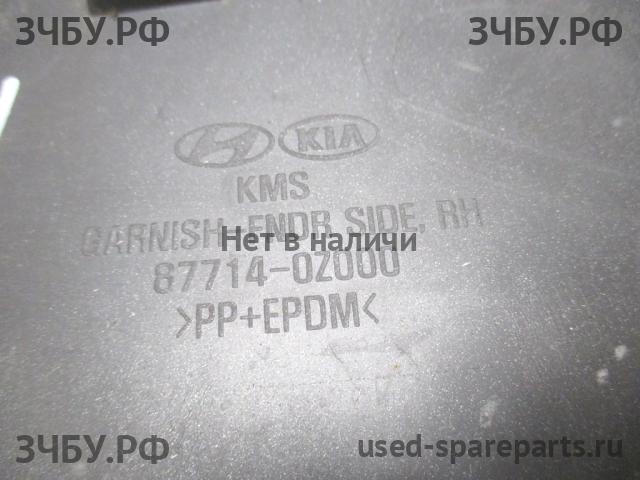 ЗЧБУ.РФ ЗЧБУ.РФ
KIA
KMS
GARNISH-FNDR SIDE, RH
Нет в наличи
87714-0Z000
>PP+EPDM<
ЗЧБУ.РФ used-spareparts.ru